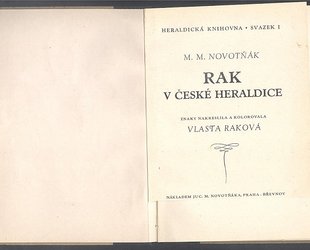 HERALDICKÁ KNIHOVNA • SVAZEK I
M. M. NOVOTŇÁK
RAK
V ČESKÉ HERALDICE
ZNAKY NAKRESLILA A KOLOROVALA
VLASTA RAKOVÁ
NÁKLADEM JUC. M. NOVOTŇÁKA, PRAHA-BŘEVNOV